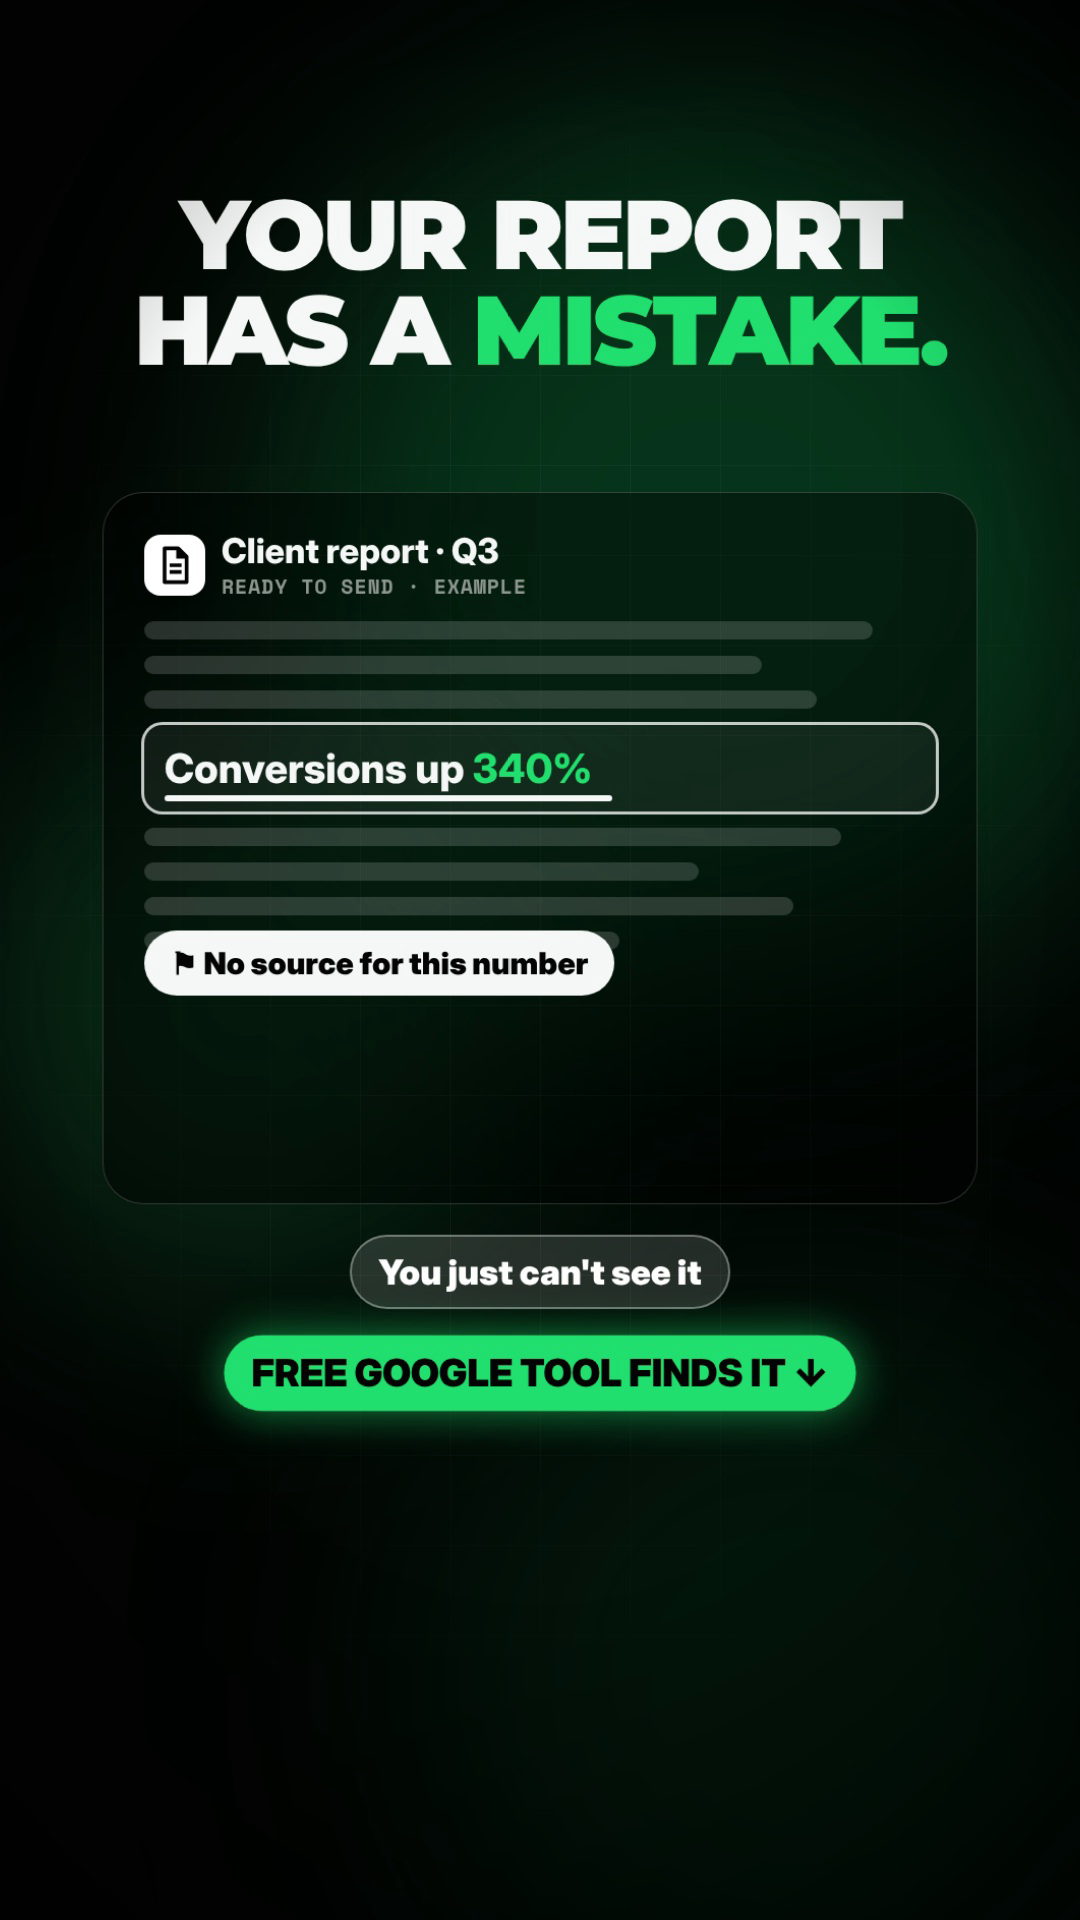 YOUR REPORT
HAS A MISTAKE.
Client report · Q3
READY TO SEND · EXAMPLE
Conversions up 340%
⚑ No source for this number
You just can't see it
FREE GOOGLE TOOL FINDS IT ↓